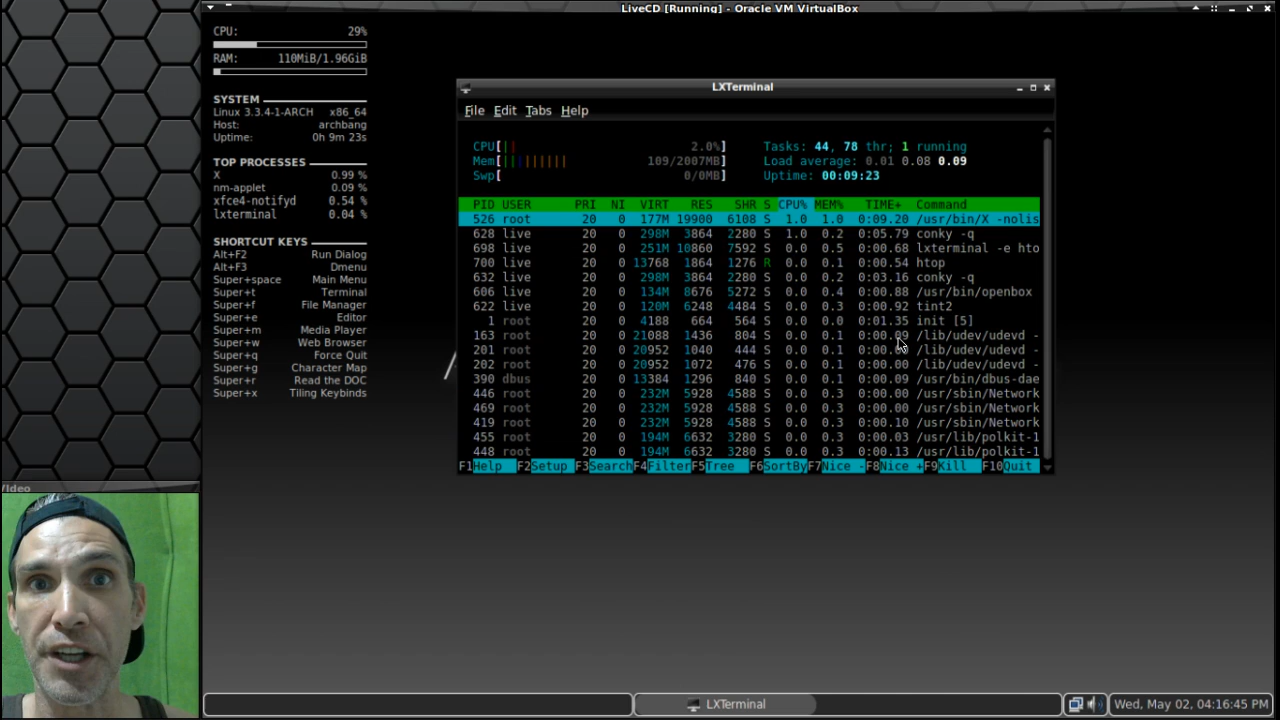 LiveCD [Running] - Oracle VM VirtualBox
CPU: 29%
RAM: 110MiB/1.96GiB
SYSTEM
Linux 3.3.4-1-ARCH x86_64
Host: archbang
Uptime: 0h 9m 23s
TOP PROCESSES
X 0.99 %
nm-applet 0.09 %
xfce4-notifyd 0.54 %
lxterminal 0.04 %
SHORTCUT KEYS
Alt+F2 Run Dialog
Alt+F3 Dmenu
Super+space Main Menu
Super+t Terminal
Super+f File Manager
Super+e Editor
Super+m Media Player
Super+w Web Browser
Super+q Force Quit
Super+g Character Map
Super+r Read the DOC
Super+x Tiling Keybinds
LXTerminal
File Edit Tabs Help
CPU[|| 2.0%] Tasks: 44, 78 thr; 1 running
Mem[||||||||| 109/2007MB] Load average: 0.01 0.08 0.09
Swp[ 0/0MB] Uptime: 00:09:23
PID USER PRI NI VIRT RES SHR S CPU% MEM% TIME+ Command
526 root 20 0 177M 19900 6108 S 1.0 1.0 0:09.20 /usr/bin/X -nolis
628 live 20 0 298M 3864 2280 S 1.0 0.2 0:05.79 conky -q
698 live 20 0 251M 10860 7592 S 0.0 0.5 0:00.68 lxterminal -e hto
700 live 20 0 13768 1864 1276 R 0.0 0.1 0:00.54 htop
632 live 20 0 298M 3864 2280 S 0.0 0.2 0:03.16 conky -q
606 live 20 0 134M 8676 5272 S 0.0 0.4 0:00.88 /usr/bin/openbox
622 live 20 0 120M 6248 4484 S 0.0 0.3 0:00.92 tint2
1 root 20 0 4188 664 564 S 0.0 0.0 0:01.35 init [5]
163 root 20 0 21088 1436 804 S 0.0 0.1 0:00.09 /lib/udev/udevd -
201 root 20 0 20952 1040 444 S 0.0 0.1 /lib/udev/udevd -
202 root 20 0 20952 1072 476 S 0.0 0.1 0:00.00 /lib/udev/udevd -
390 dbus 20 0 13384 1296 840 S 0.0 0.1 0:00.09 /usr/bin/dbus-dae
446 root 20 0 232M 5928 4588 S 0.0 0.3 0:00.00 /usr/sbin/Network
469 root 20 0 232M 5928 4588 S 0.0 0.3 0:00.00 /usr/sbin/Network
419 root 20 0 232M 5928 4588 S 0.0 0.3 0:00.10 /usr/sbin/Network
455 root 20 0 194M 6632 3280 S 0.0 0.3 0:00.03 /usr/lib/polkit-1
448 root 20 0 194M 6632 3280 S 0.0 0.3 0:00.13 /usr/lib/polkit-1
F1Help F2Setup F3SearchF4FilterF5Tree F6SortByF7Nice -F8Nice +F9Kill F10Quit
LXTerminal
Wed, May 02, 04:16:45 PM